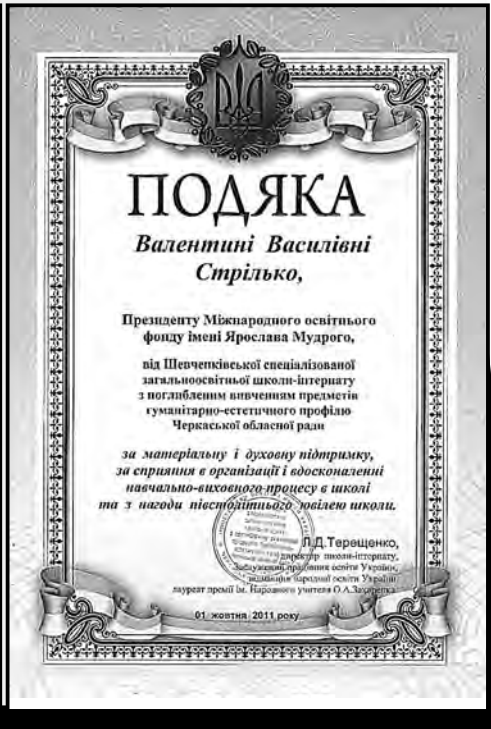 ПОДЯКА
Валентині Василівні
Стрілько,
Президенту Міжнародного освітнього
фонду імені Ярослава Мудрого,
від Шевченківської спеціалізованої
загальноосвітньої школи-інтернату
з поглибленим вивченням предметів
гуманітарно-естетичного профілю
Черкаської обласної ради
за матеріальну і духовну підтримку,
за сприяння в організації і вдосконаленні
навчально-виховного процесу в школі
та з нагоди півстолітнього ювілею школи.
Л.Д.Терещенко,
директор школи-інтернату,
Заслужений працівник освіти України,
відмінник народної освіти України
лауреат премії ім. Народного учителя О.А.Захаренка
01 жовтня 2011 року